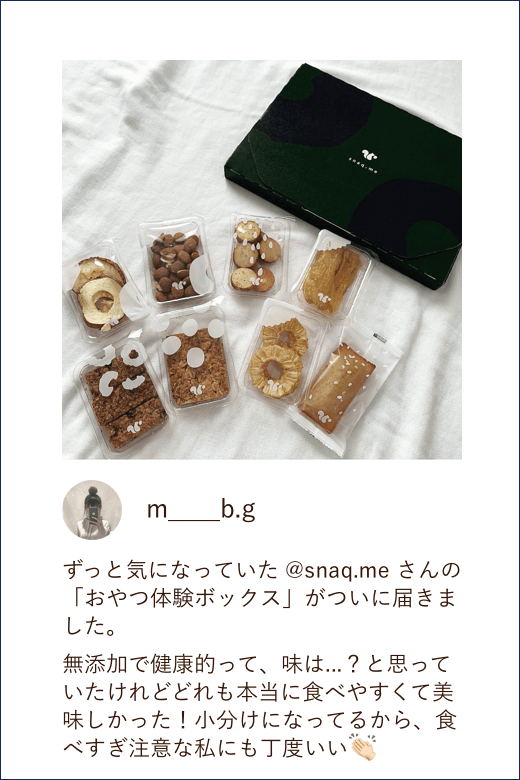 snaq.me
m____b.g
ずっと気になっていた @snaq.me さんの
「おやつ体験ボックス」がついに届きま
した。
無添加で健康的って、味は...？と思って
いたけれどどれも本当に食べやすくて美
味しかった！小分けになってるから、食
べすぎ注意な私にも丁度いい👏🏻